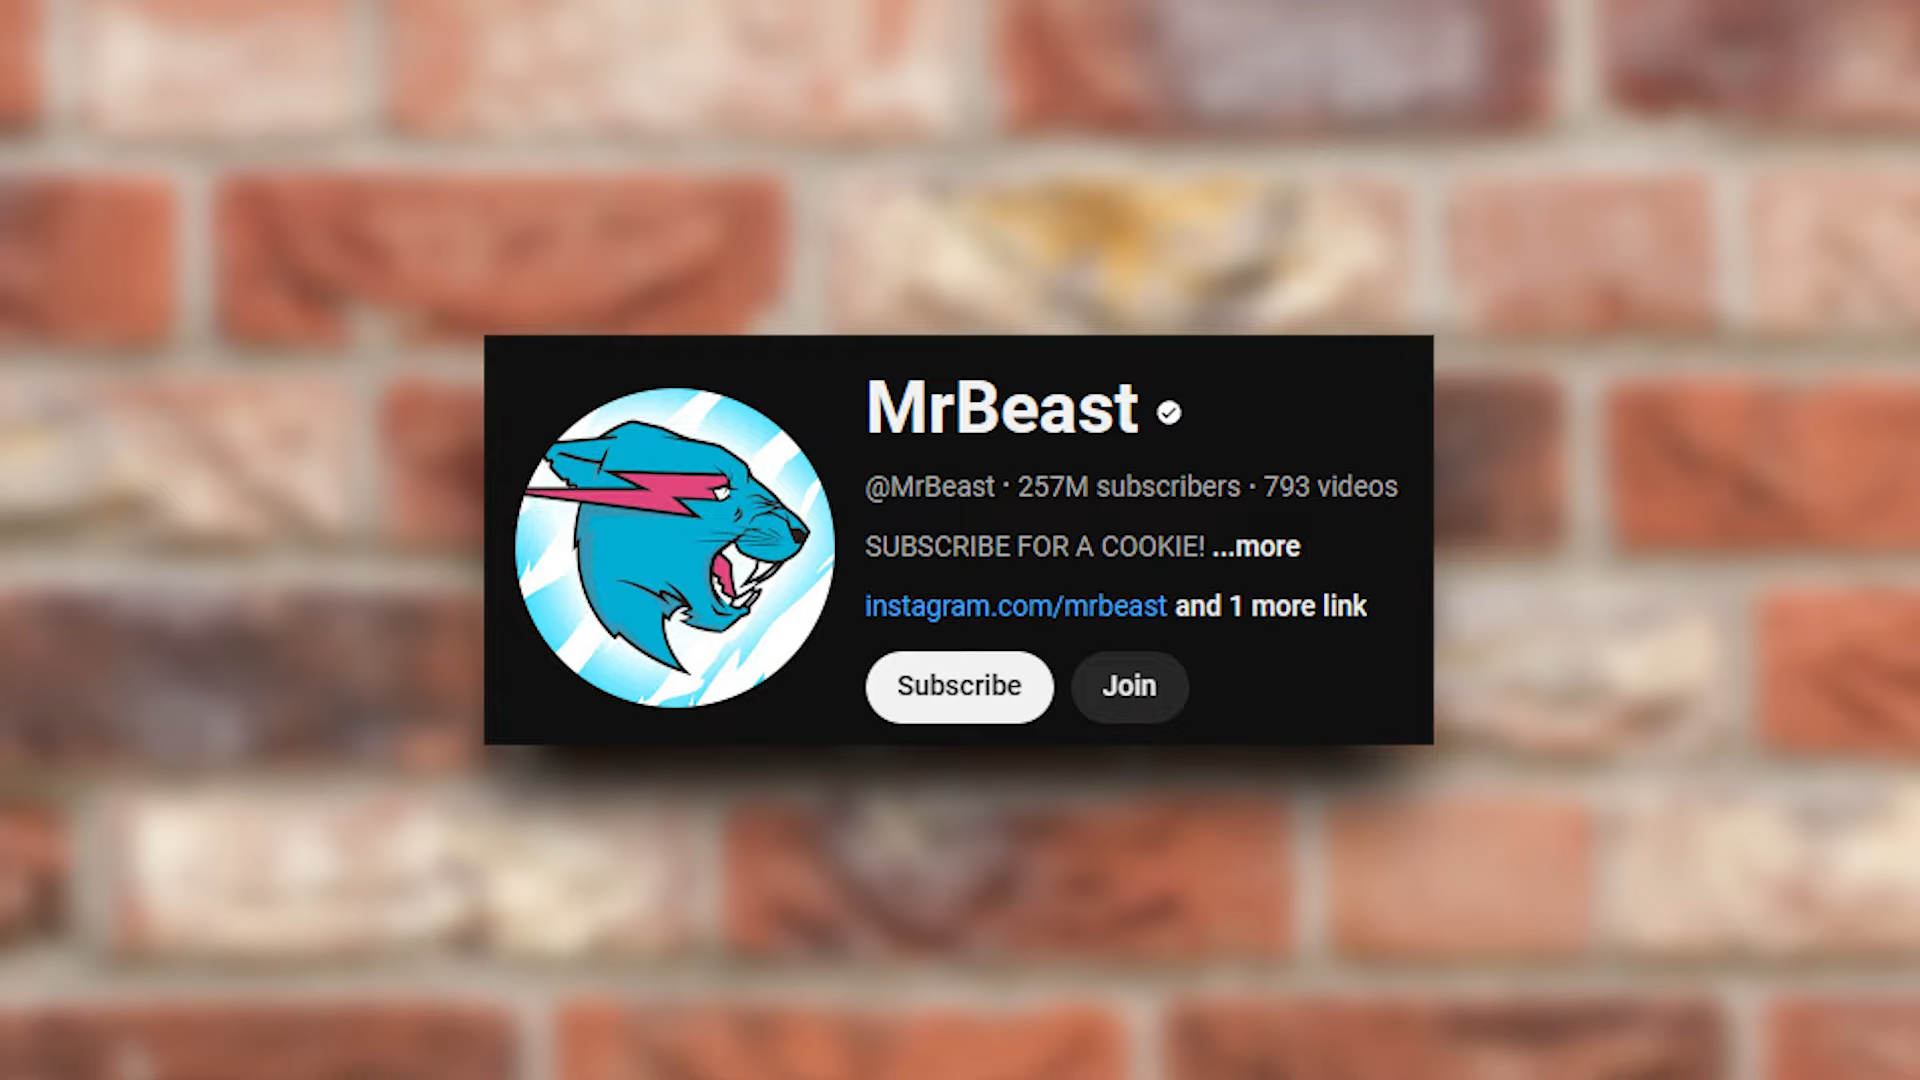 MrBeast
@MrBeast · 257M subscribers · 793 videos
SUBSCRIBE FOR A COOKIE! ...more
instagram.com/mrbeast and 1 more link
Subscribe Join